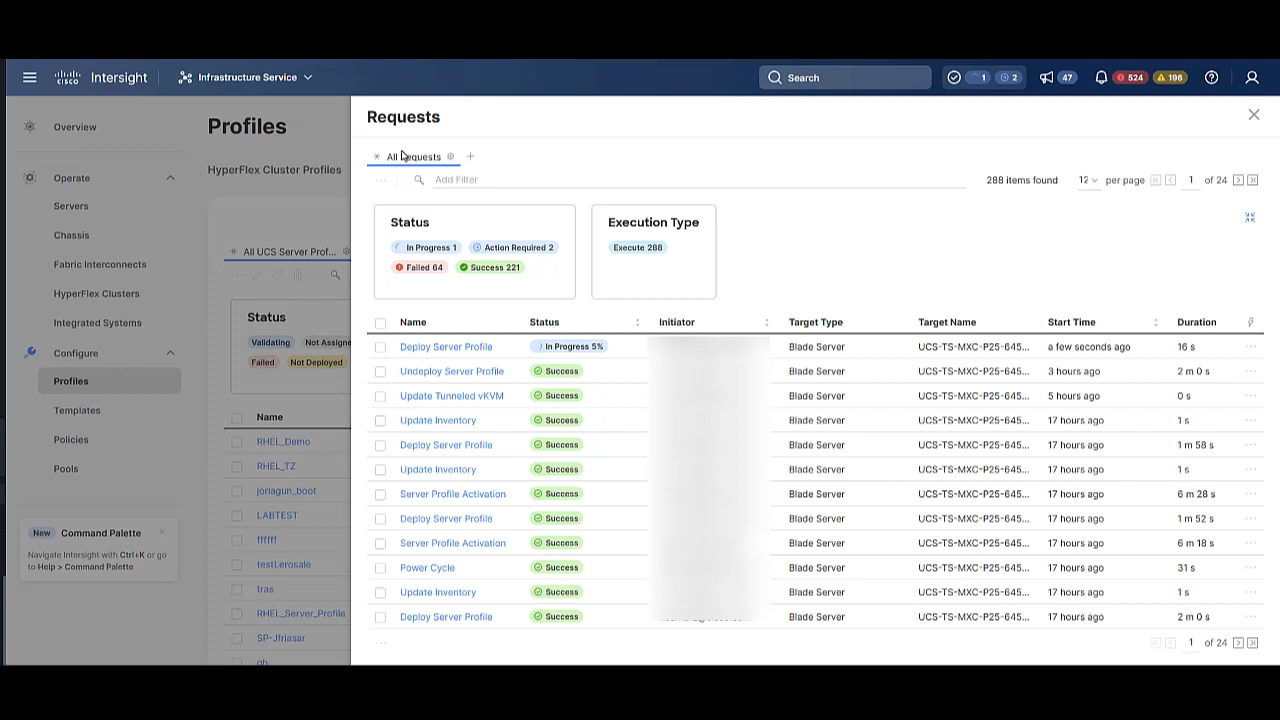 cisco Intersight Infrastructure Service Search 1 2 47 524 196
Overview
Operate
Servers
Chassis
Fabric Interconnects
HyperFlex Clusters
Integrated Systems
Configure
Profiles
Templates
Policies
Pools
New Command Palette
Navigate Intersight with Ctrl+K or go
to Help > Command Palette
Profiles
HyperFlex Cluster Profiles
All UCS Server Prof...
Status
Validating Not Assigne
Failed Not Deployed
Name
RHEL_Demo
RHEL_TZ
jorlagun_boot
LABTEST
ffffff
testLerosale
tras
RHEL_Server_Profile
SP-Jfriasar
gh
Requests
All Requests
Add Filter 288 items found 12 per page 1 of 24
Status
In Progress 1 Action Required 2
Failed 64 Success 221
Execution Type
Execute 288
Name Status Initiator Target Type Target Name Start Time Duration
Deploy Server Profile In Progress 5% Blade Server UCS-TS-MXC-P25-645... a few seconds ago 16 s
Undeploy Server Profile Success Blade Server UCS-TS-MXC-P25-645... 3 hours ago 2 m 0 s
Update Tunneled vKVM Success Blade Server UCS-TS-MXC-P25-645... 5 hours ago 0 s
Update Inventory Success Blade Server UCS-TS-MXC-P25-645... 17 hours ago 1 s
Deploy Server Profile Success Blade Server UCS-TS-MXC-P25-645... 17 hours ago 1 m 58 s
Update Inventory Success Blade Server UCS-TS-MXC-P25-645... 17 hours ago 1 s
Server Profile Activation Success Blade Server UCS-TS-MXC-P25-645... 17 hours ago 6 m 28 s
Deploy Server Profile Success Blade Server UCS-TS-MXC-P25-645... 17 hours ago 1 m 52 s
Server Profile Activation Success Blade Server UCS-TS-MXC-P25-645... 17 hours ago 6 m 18 s
Power Cycle Success Blade Server UCS-TS-MXC-P25-645... 17 hours ago 31 s
Update Inventory Success Blade Server UCS-TS-MXC-P25-645... 17 hours ago 1 s
Deploy Server Profile Success Blade Server UCS-TS-MXC-P25-645... 17 hours ago 2 m 0 s
1 of 24